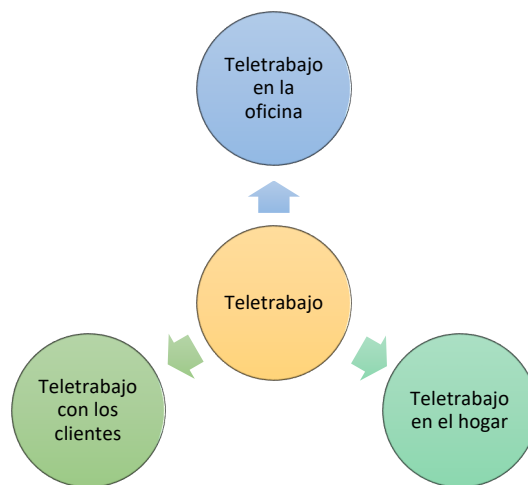 Teletrabajo
en la
oficina
Teletrabajo
Teletrabajo
con los
clientes
Teletrabajo
en el hogar